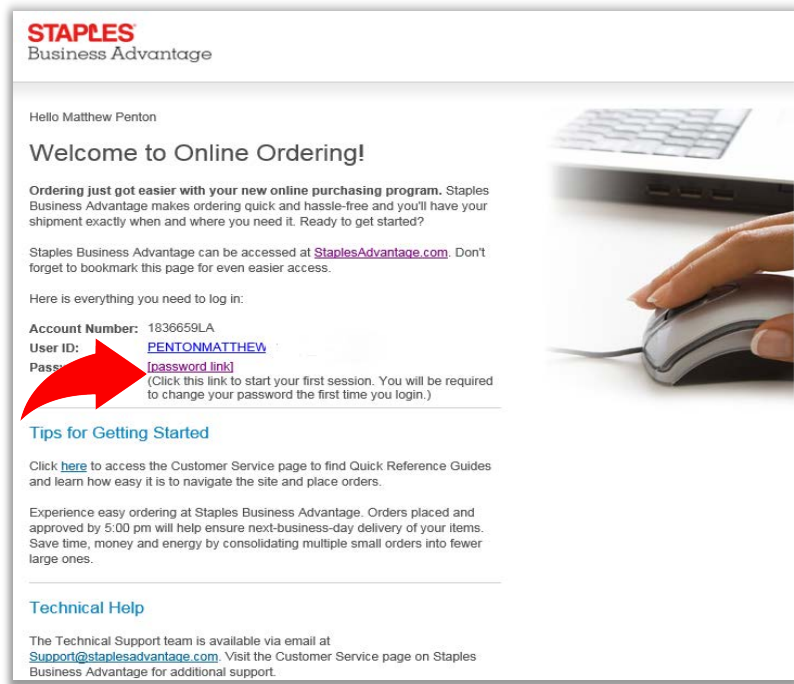 STAPLES
Business Advantage
Hello Matthew Penton
Welcome to Online Ordering!
Ordering just got easier with your new online purchasing program. Staples
Business Advantage makes ordering quick and hassle-free and you'll have your
shipment exactly when and where you need it. Ready to get started?
Staples Business Advantage can be accessed at StaplesAdvantage.com. Don't
forget to bookmark this page for even easier access.
Here is everything you need to log in:
Account Number: 1836659LA
User ID: PENTONMATTHEW
[password link]
(Click this link to start your first session. You will be required
to change your password the first time you login.)
Tips for Getting Started
Click here to access the Customer Service page to find Quick Reference Guides
and learn how easy it is to navigate the site and place orders.
Experience easy ordering at Staples Business Advantage. Orders placed and
approved by 5:00 pm will help ensure next-business-day delivery of your items.
Save time, money and energy by consolidating multiple small orders into fewer
large ones.
Technical Help
The Technical Support team is available via email at
Support@staplesadvantage.com. Visit the Customer Service page on Staples
Business Advantage for additional support.